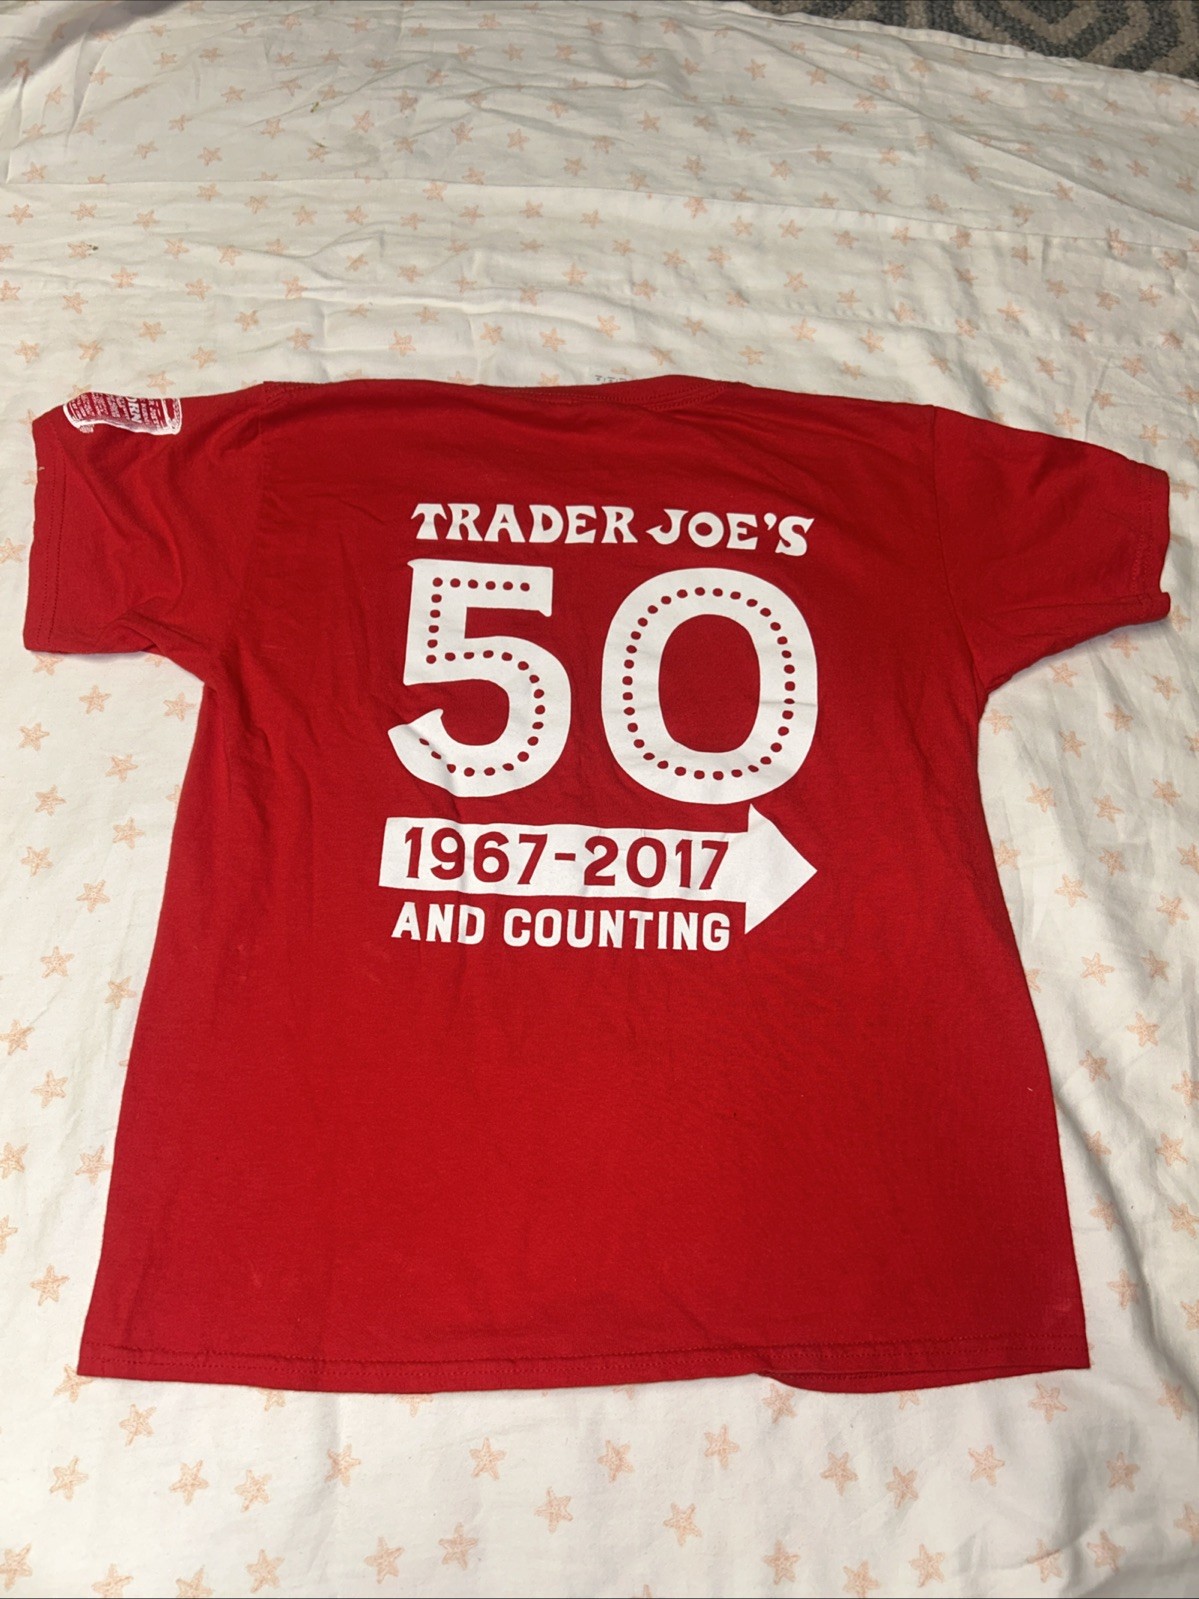 TRADER JOE'S
50
1967-2017
AND COUNTING